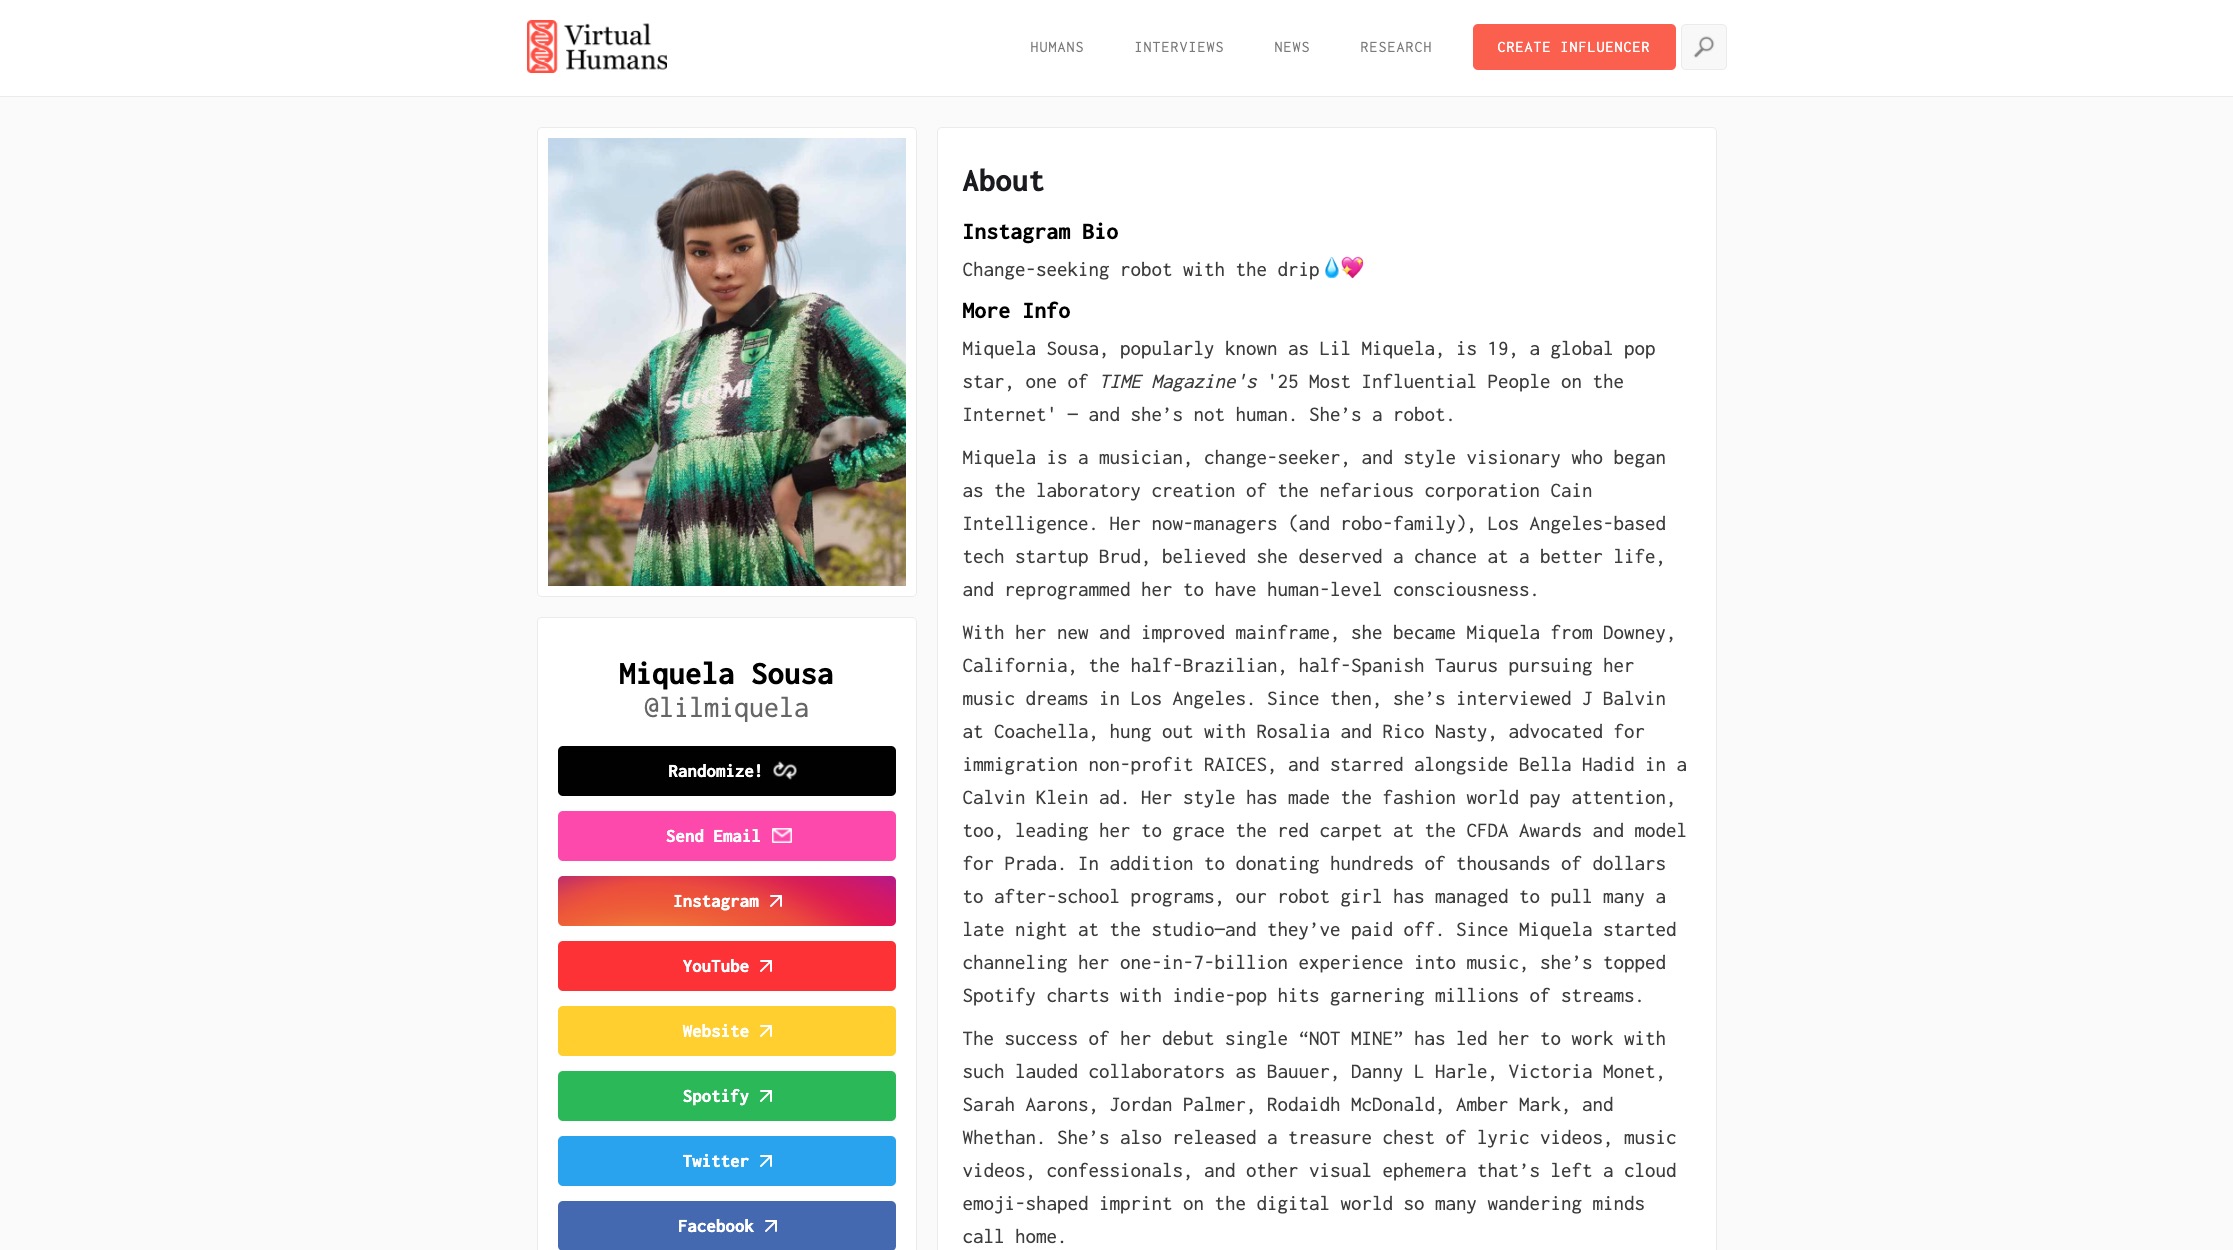 Virtual
Humans
HUMANS
INTERVIEWS
NEWS
RESEARCH
CREATE INFLUENCER
SUOMI
Miquela Sousa
@lilmiquela
Randomize!
Send Email
Instagram
YouTube
Website
Spotify
Twitter
Facebook
About
Instagram Bio
Change-seeking robot with the drip💧💖
More Info
Miquela Sousa, popularly known as Lil Miquela, is 19, a global pop
star, one of TIME Magazine's '25 Most Influential People on the
Internet' — and she’s not human. She’s a robot.
Miquela is a musician, change-seeker, and style visionary who began
as the laboratory creation of the nefarious corporation Cain
Intelligence. Her now-managers (and robo-family), Los Angeles-based
tech startup Brud, believed she deserved a chance at a better life,
and reprogrammed her to have human-level consciousness.
With her new and improved mainframe, she became Miquela from Downey,
California, the half-Brazilian, half-Spanish Taurus pursuing her
music dreams in Los Angeles. Since then, she’s interviewed J Balvin
at Coachella, hung out with Rosalia and Rico Nasty, advocated for
immigration non-profit RAICES, and starred alongside Bella Hadid in a
Calvin Klein ad. Her style has made the fashion world pay attention,
too, leading her to grace the red carpet at the CFDA Awards and model
for Prada. In addition to donating hundreds of thousands of dollars
to after-school programs, our robot girl has managed to pull many a
late night at the studio—and they’ve paid off. Since Miquela started
channeling her one-in-7-billion experience into music, she’s topped
Spotify charts with indie-pop hits garnering millions of streams.
The success of her debut single “NOT MINE” has led her to work with
such lauded collaborators as Bauuer, Danny L Harle, Victoria Monet,
Sarah Aarons, Jordan Palmer, Rodaidh McDonald, Amber Mark, and
Whethan. She’s also released a treasure chest of lyric videos, music
videos, confessionals, and other visual ephemera that’s left a cloud
emoji-shaped imprint on the digital world so many wandering minds
call home.